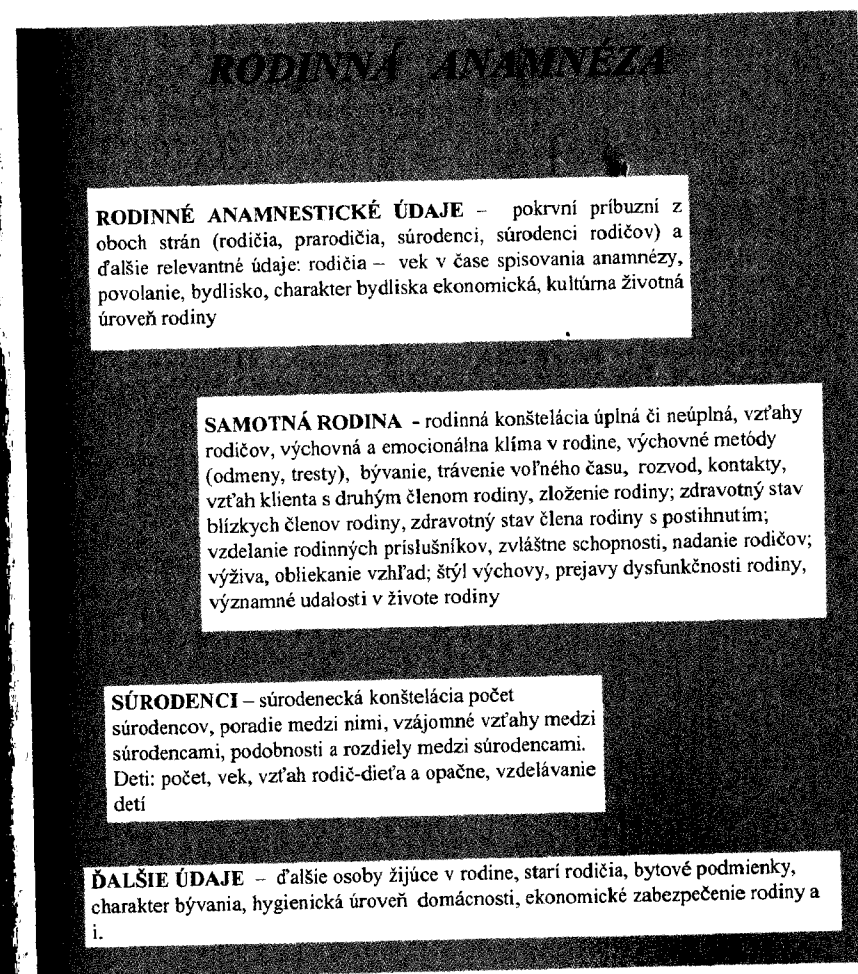 RODINNÁ ANAMNÉZA
RODINNÉ ANAMNESTICKÉ ÚDAJE – pokrvní príbuzní z
oboch strán (rodičia, prarodičia, súrodenci, súrodenci rodičov) a
ďalšie relevantné údaje: rodičia – vek v čase spisovania anamnézy,
povolanie, bydlisko, charakter bydliska ekonomická, kultúrna životná
úroveň rodiny
SAMOTNÁ RODINA - rodinná konštelácia úplná či neúplná, vzťahy
rodičov, výchovná a emocionálna klíma v rodine, výchovné metódy
(odmeny, tresty), bývanie, trávenie voľného času, rozvod, kontakty,
vzťah klienta s druhým členom rodiny, zloženie rodiny; zdravotný stav
blízkych členov rodiny, zdravotný stav člena rodiny s postihnutím;
vzdelanie rodinných príslušníkov, zvláštne schopnosti, nadanie rodičov;
výživa, obliekanie vzhľad; štýl výchovy, prejavy dysfunkčnosti rodiny,
významné udalosti v živote rodiny
SÚRODENCI – súrodenecká konštelácia počet
súrodencov, poradie medzi nimi, vzájomné vzťahy medzi
súrodencami, podobnosti a rozdiely medzi súrodencami.
Deti: počet, vek, vzťah rodič-dieťa a opačne, vzdelávanie
detí
ĎALŠIE ÚDAJE – ďalšie osoby žijúce v rodine, starí rodičia, bytové podmienky,
charakter bývania, hygienická úroveň domácnosti, ekonomické zabezpečenie rodiny a
i.